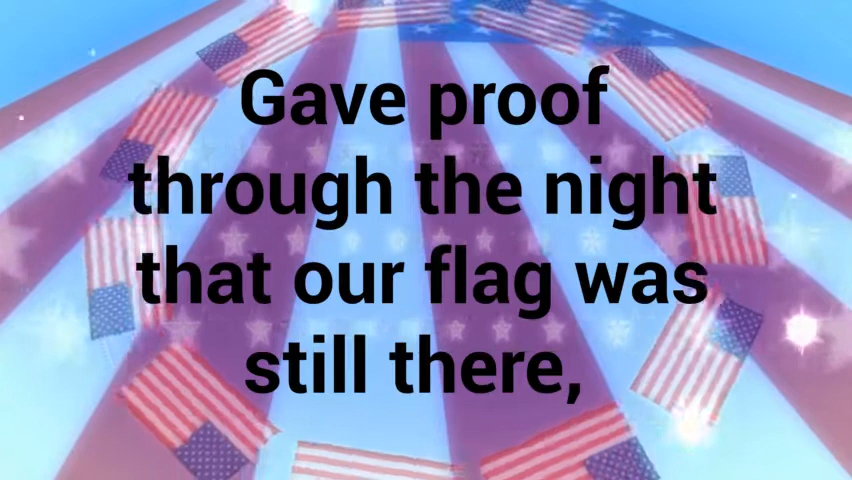 Gave proof
through the night
that our flag was
still there,